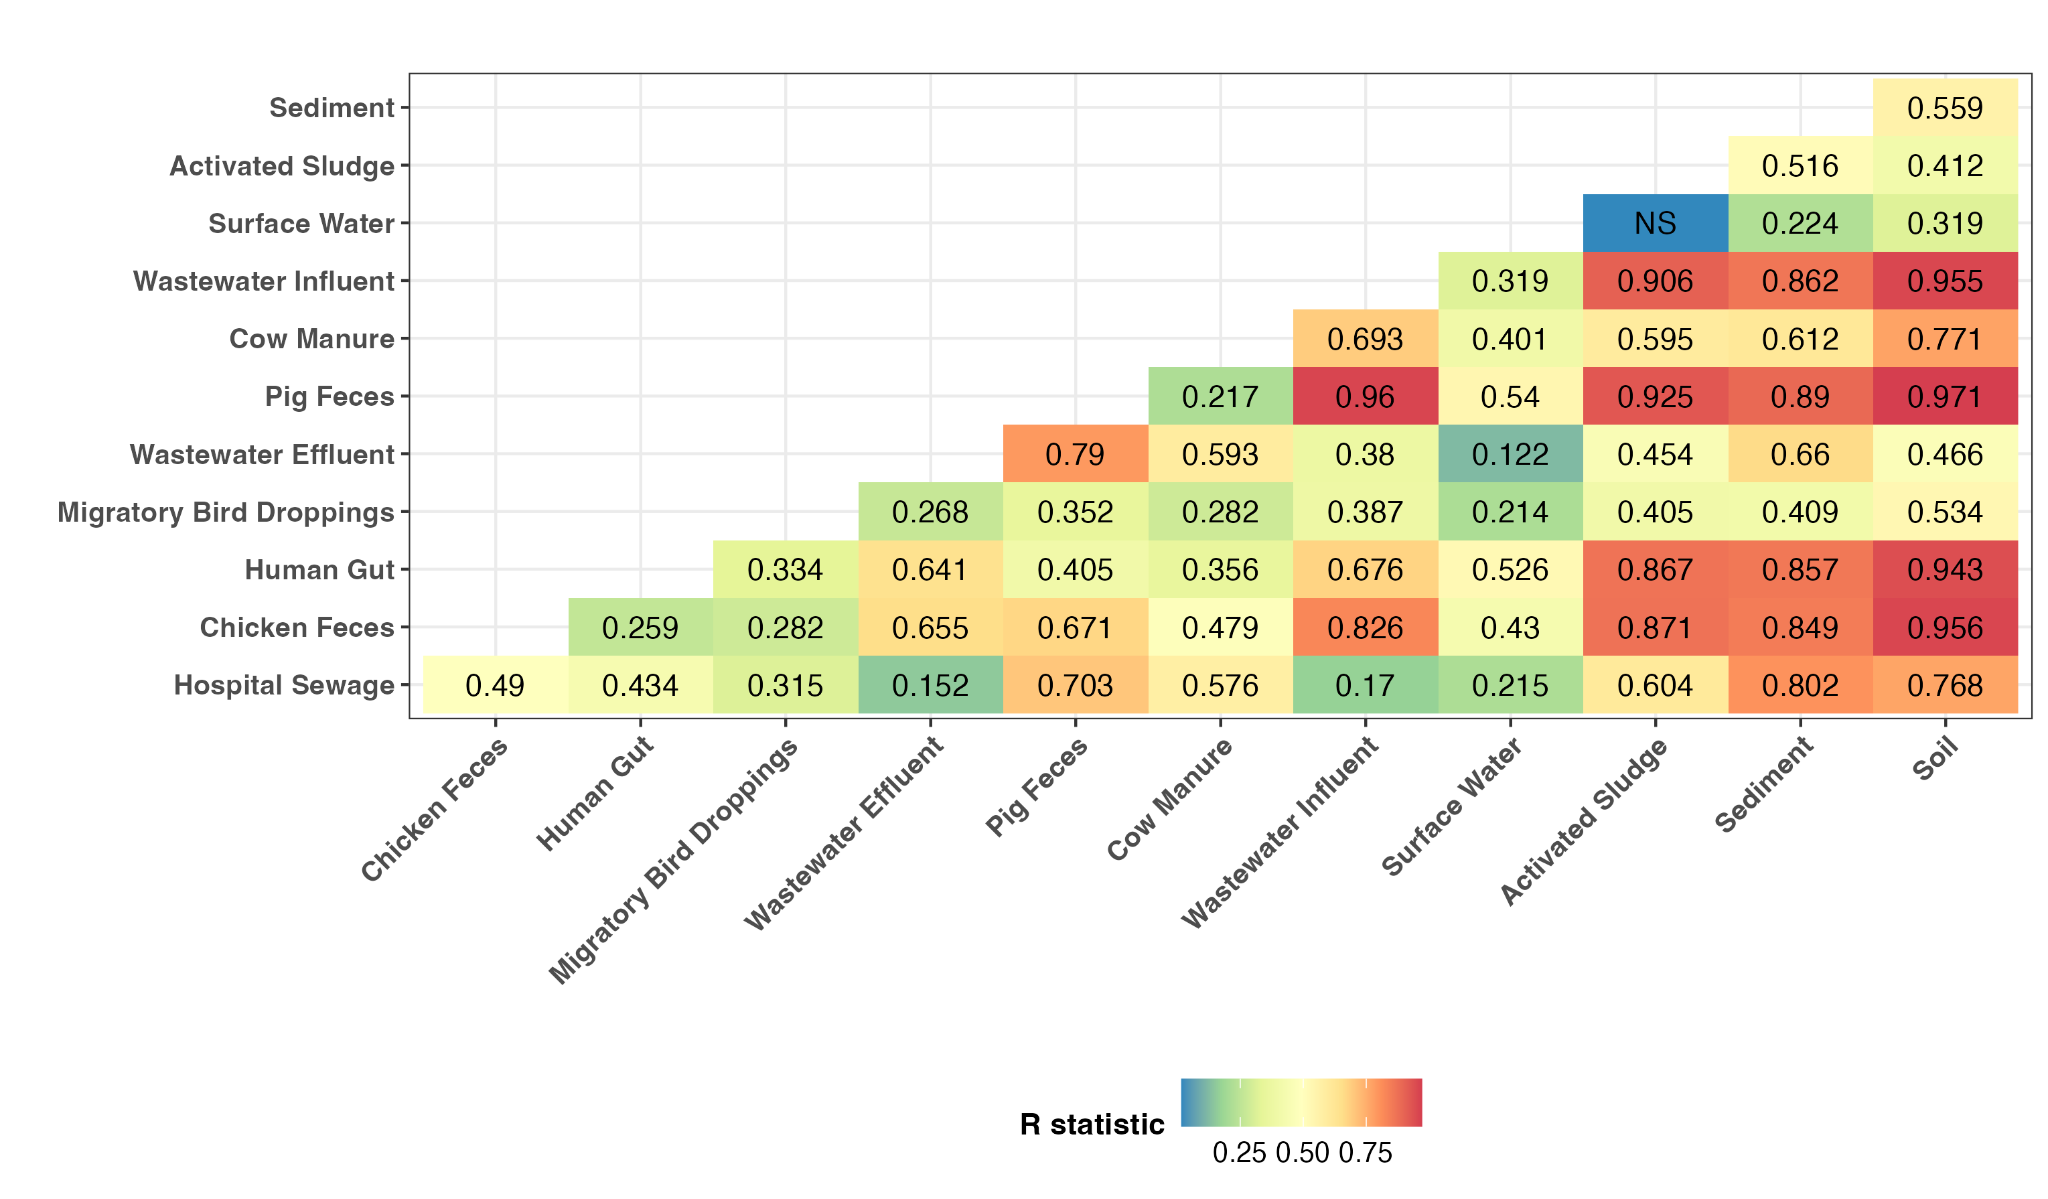 Sediment 0.559
Activated Sludge 0.516 0.412
Surface Water NS 0.224 0.319
Wastewater Influent 0.319 0.906 0.862 0.955
Cow Manure 0.693 0.401 0.595 0.612 0.771
Pig Feces 0.217 0.96 0.54 0.925 0.89 0.971
Wastewater Effluent 0.79 0.593 0.38 0.122 0.454 0.66 0.466
Migratory Bird Droppings 0.268 0.352 0.282 0.387 0.214 0.405 0.409 0.534
Human Gut 0.334 0.641 0.405 0.356 0.676 0.526 0.867 0.857 0.943
Chicken Feces 0.259 0.282 0.655 0.671 0.479 0.826 0.43 0.871 0.849 0.956
Hospital Sewage 0.49 0.434 0.315 0.152 0.703 0.576 0.17 0.215 0.604 0.802 0.768
Chicken Feces
Human Gut
Migratory Bird Droppings
Wastewater Effluent
Pig Feces
Cow Manure
Wastewater Influent
Surface Water
Activated Sludge
Sediment
Soil
R statistic
0.25 0.50 0.75